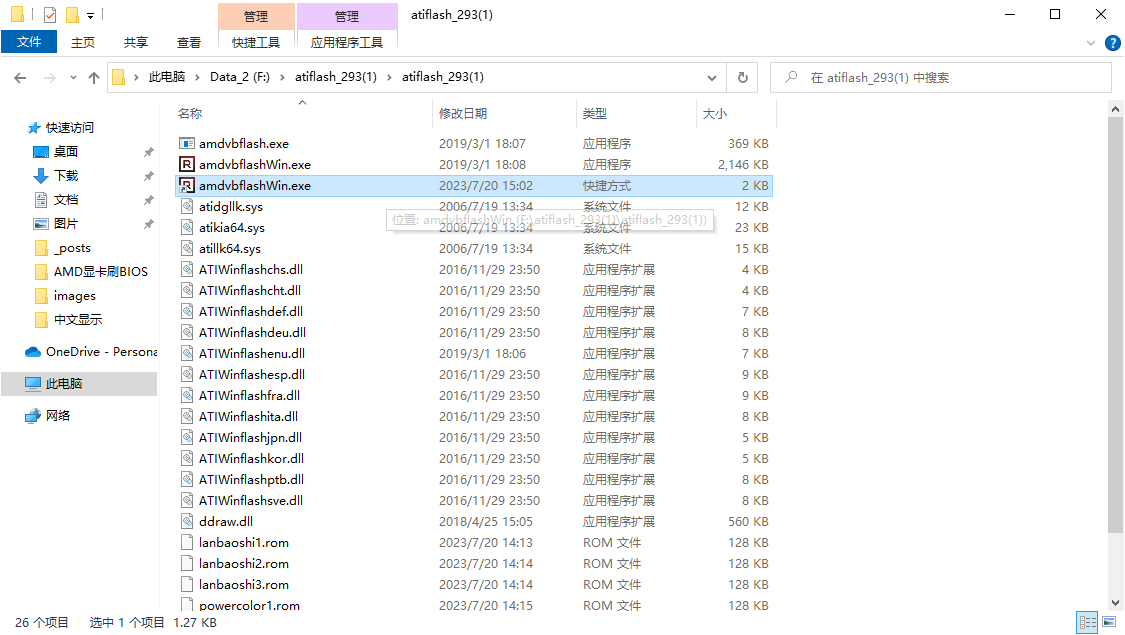 管理 管理 atiflash_293(1)
文件 主页 共享 查看 快捷工具 应用程序工具
此电脑 Data_2 (F:) atiflash_293(1) atiflash_293(1) 在 atiflash_293(1) 中搜索
名称 修改日期 类型 大小
快速访问
桌面
下载
文档
图片
_posts
AMD显卡刷BIOS
images
中文显示
OneDrive - Persona
此电脑
网络
amdvbflash.exe 2019/3/1 18:07 应用程序 369 KB
amdvbflashWin.exe 2019/3/1 18:08 应用程序 2,146 KB
amdvbflashWin.exe 2023/7/20 15:02 快捷方式 2 KB
atidgllk.sys 2006/7/19 13:34 系统文件 12 KB
位置: amdvbflashWin (F:\atiflash_293(1)\atiflash_293(1))
atikia64.sys 2006/7/19 13:34 系统文件 23 KB
atillk64.sys 2006/7/19 13:34 系统文件 15 KB
ATIWinflashchs.dll 2016/11/29 23:50 应用程序扩展 4 KB
ATIWinflashcht.dll 2016/11/29 23:50 应用程序扩展 4 KB
ATIWinflashdef.dll 2016/11/29 23:50 应用程序扩展 7 KB
ATIWinflashdeu.dll 2016/11/29 23:50 应用程序扩展 8 KB
ATIWinflashenu.dll 2019/3/1 18:06 应用程序扩展 7 KB
ATIWinflashesp.dll 2016/11/29 23:50 应用程序扩展 9 KB
ATIWinflashfra.dll 2016/11/29 23:50 应用程序扩展 9 KB
ATIWinflashita.dll 2016/11/29 23:50 应用程序扩展 8 KB
ATIWinflashjpn.dll 2016/11/29 23:50 应用程序扩展 5 KB
ATIWinflashkor.dll 2016/11/29 23:50 应用程序扩展 5 KB
ATIWinflashptb.dll 2016/11/29 23:50 应用程序扩展 8 KB
ATIWinflashsve.dll 2016/11/29 23:50 应用程序扩展 8 KB
ddraw.dll 2018/4/25 15:05 应用程序扩展 560 KB
lanbaoshi1.rom 2023/7/20 14:13 ROM 文件 128 KB
lanbaoshi2.rom 2023/7/20 14:14 ROM 文件 128 KB
lanbaoshi3.rom 2023/7/20 14:14 ROM 文件 128 KB
powercolor1.rom 2023/7/20 14:15 ROM 文件 128 KB
26 个项目 选中 1 个项目 1.27 KB